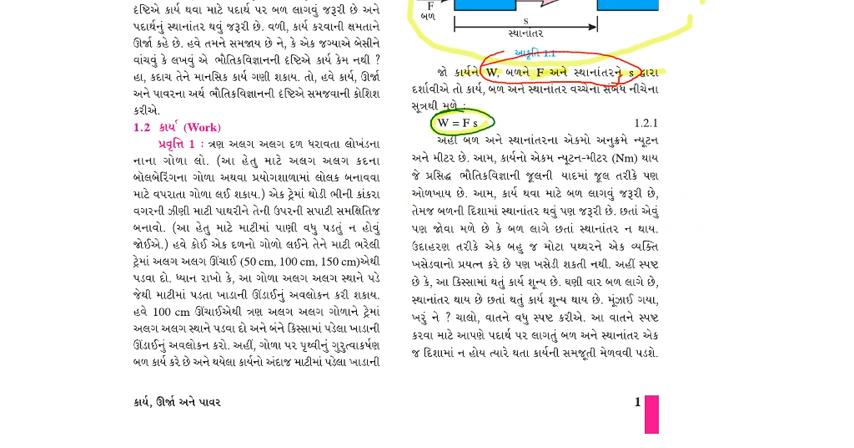 દૃષ્ટિએ કાર્ય થવા માટે પદાર્થ પર બળ લાગવું જરૂરી છે અને
પદાર્થનું સ્થાનાંતર થવું જરૂરી છે. વળી, કાર્ય કરવાની ક્ષમતાને
ઊર્જા કહે છે. હવે તમને સમજાય છે ને, કે એક જગ્યાએ બેસીને
વાંચવું કે લખવું એ ભૌતિકવિજ્ઞાનની દૃષ્ટિએ કાર્ય કેમ નથી ?
હા, કદાચ તેને માનસિક કાર્ય ગણી શકાય. તો, હવે કાર્ય, ઊર્જા
અને પાવરના અર્થ ભૌતિકવિજ્ઞાનની દૃષ્ટિએ સમજવાની કોશિશ
કરીએ.
1.2 કાર્ય (Work)
પ્રવૃત્તિ 1 : ત્રણ અલગ અલગ દળ ધરાવતા લોખંડના
નાના ગોળા લો. (આ હેતુ માટે અલગ અલગ કદના
બૉલબેરિંગના ગોળા અથવા પ્રયોગશાળામાં લોલક બનાવવા
માટે વપરાતા ગોળા લઈ શકાય.) એક ટ્રેમાં થોડી ભીની કાંકરા
વગરની ઝીણી માટી પાથરીને તેની ઉપરની સપાટી સમક્ષિતિજ
બનાવો. (આ હેતુ માટે માટીમાં પાણી વધુ પડતું ન હોવું
જોઈએ.) હવે કોઈ એક દળનો ગોળો લઈને તેને માટી ભરેલી
ટ્રેમાં અલગ અલગ ઊંચાઈ (50 cm, 100 cm, 150 cm)એથી
પડવા દો. ધ્યાન રાખો કે, આ ગોળા અલગ અલગ સ્થાને પડે
જેથી માટીમાં પડતા ખાડાની ઊંડાઈનું અવલોકન કરી શકાય.
હવે 100 cm ઊંચાઈએથી ત્રણ અલગ અલગ ગોળાને ટ્રેમાં
અલગ અલગ સ્થાને પડવા દો અને બંને કિસ્સામાં પડેલા ખાડાની
ઊંડાઈનું અવલોકન કરો. અહીં, ગોળા પર પૃથ્વીનું ગુરુત્વાકર્ષણ
બળ કાર્ય કરે છે અને થયેલા કાર્યનો અંદાજ માટીમાં પડેલા ખાડાની
F
બળ
s
સ્થાનાંતર
આકૃતિ 1.1
જો કાર્યને W, બળને F અને સ્થાનાંતરને s દ્વારા
દર્શાવીએ તો કાર્ય, બળ અને સ્થાનાંતર વચ્ચેનો સંબંધ નીચેના
સૂત્રથી મળે :
W = F s 1.2.1
અહીં બળ અને સ્થાનાંતરના એકમો અનુક્રમે ન્યૂટન
અને મીટર છે. આમ, કાર્યનો એકમ ન્યૂટન-મીટર (Nm) થાય
જે પ્રસિદ્ધ ભૌતિકવિજ્ઞાની જૂલની યાદમાં જૂલ તરીકે પણ
ઓળખાય છે. આમ, કાર્ય થવા માટે બળ લાગવું જરૂરી છે,
તેમજ બળની દિશામાં સ્થાનાંતર થવું પણ જરૂરી છે. છતાં એવું
પણ જોવા મળે છે કે બળ લાગે છતાં સ્થાનાંતર ન થાય.
ઉદાહરણ તરીકે એક બહુ જ મોટા પથ્થરને એક વ્યક્તિ
ખસેડવાનો પ્રયત્ન કરે છે પણ ખસેડી શકતી નથી. અહીં સ્પષ્ટ
છે કે, આ કિસ્સામાં થતું કાર્ય શૂન્ય છે. ઘણી વાર બળ લાગે છે,
સ્થાનાંતર થાય છે છતાં થતું કાર્ય શૂન્ય થાય છે. મૂંઝાઈ ગયા,
ખરું ને ? ચાલો, વાતને વધુ સ્પષ્ટ કરીએ. આ વાતને સ્પષ્ટ
કરવા માટે આપણે પદાર્થ પર લાગતું બળ અને સ્થાનાંતર એક
જ દિશામાં ન હોય ત્યારે થતા કાર્યની સમજૂતી મેળવવી પડશે.
કાર્ય, ઊર્જા અને પાવર
1